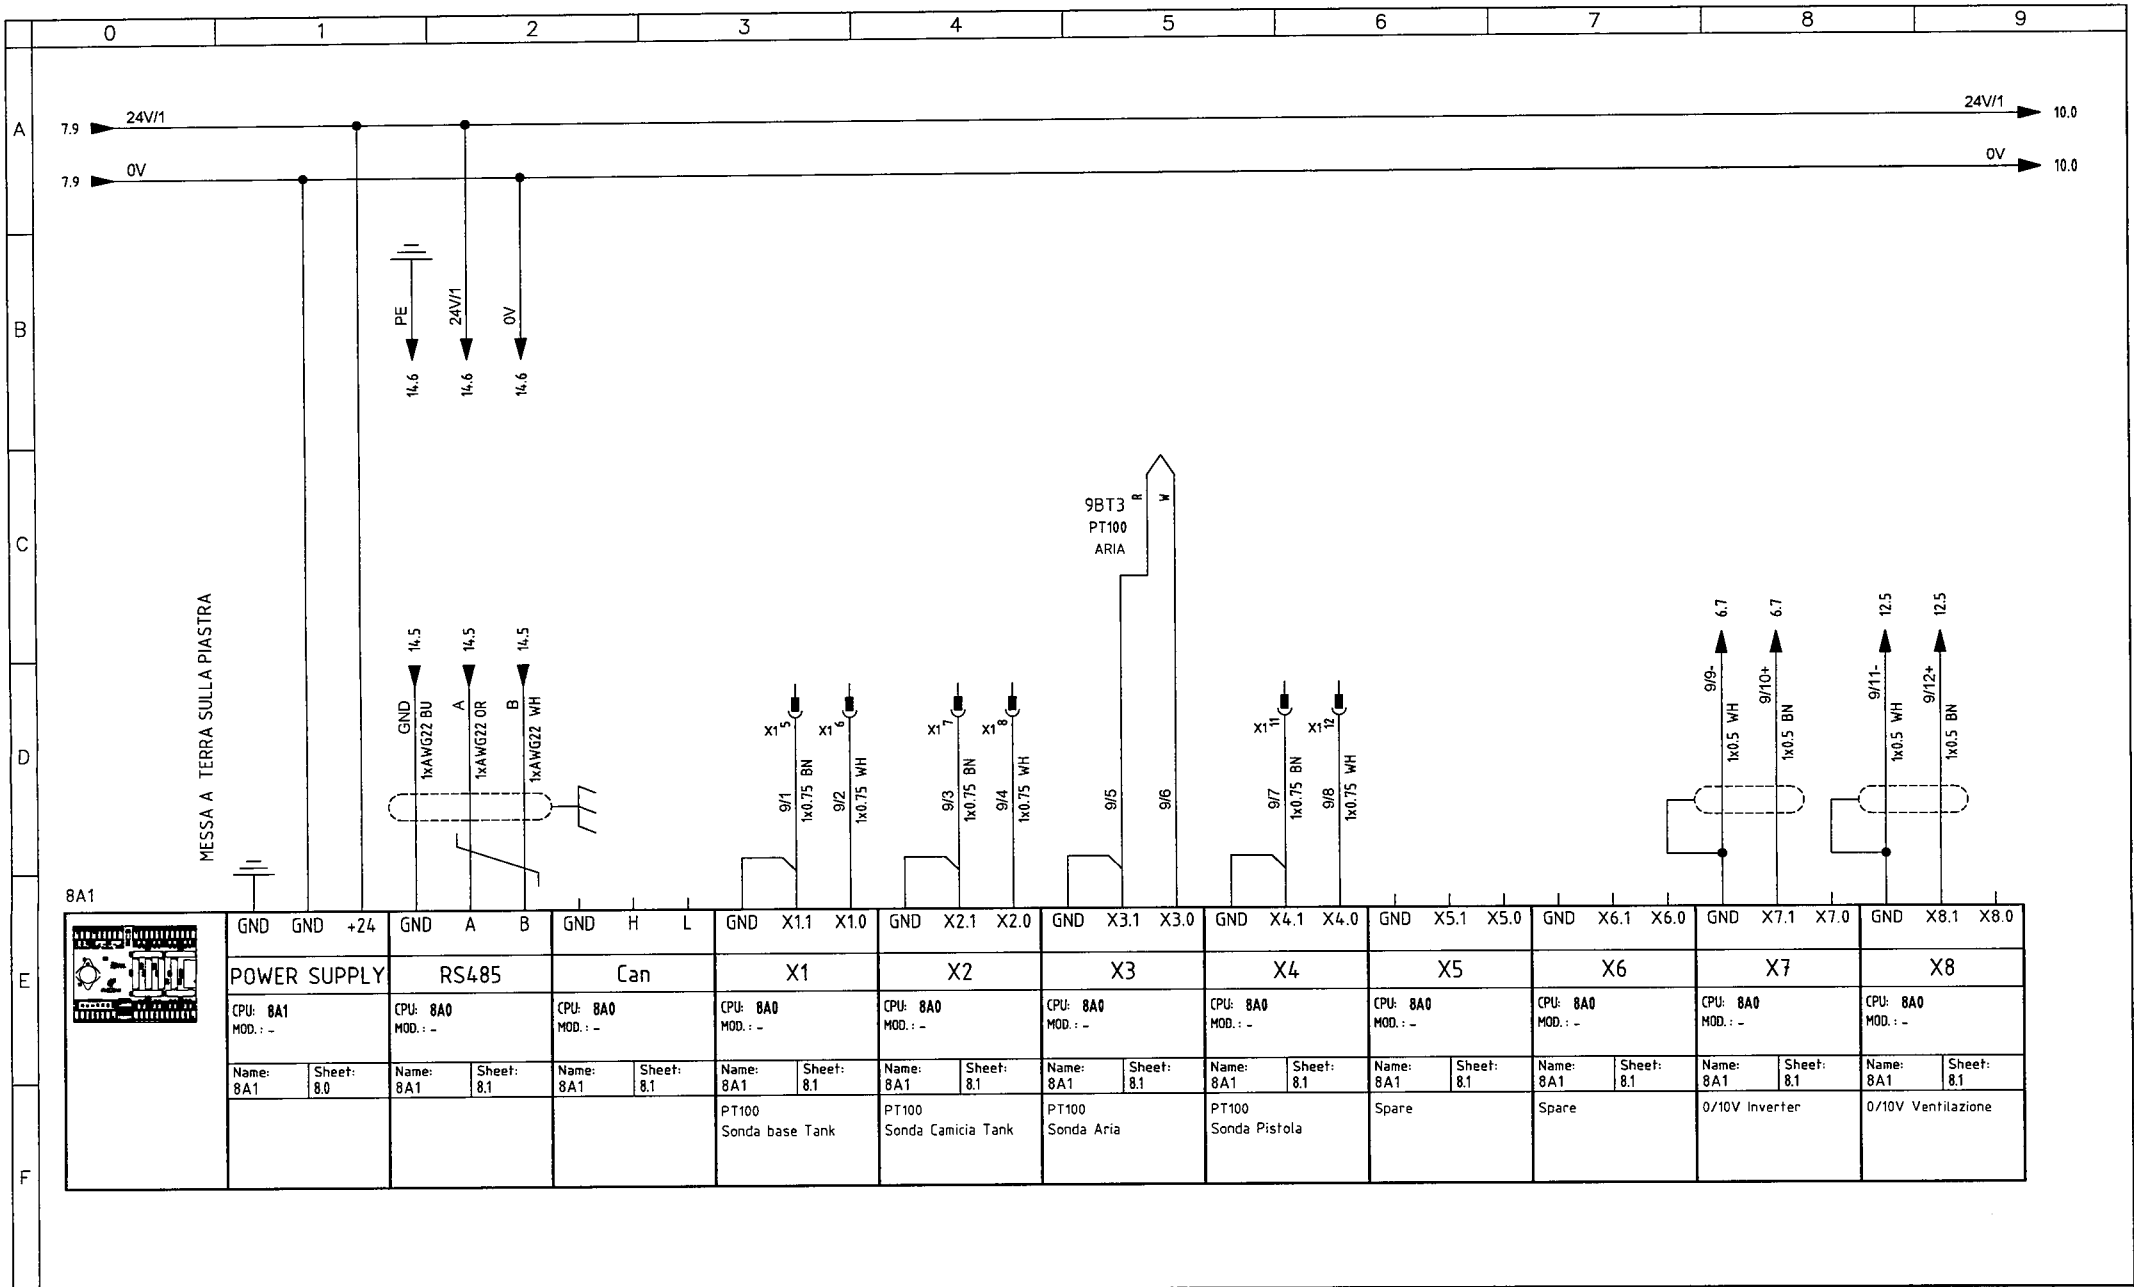 0 1 2 3 4 5 6 7 8 9
A
B
C
D
E
F
7.9 24V/1 24V/1 10.0
7.9 0V 0V 10.0
PE 24V/1 0V
14.6 14.6 14.6
9BT3 R W
PT100
ARIA
MESSA A TERRA SULLA PIASTRA
14.5 14.5 14.5
GND A B
1xAWG22 BU 1xAWG22 OR 1xAWG22 WH
X1 5 X1 6 X1 7 X1 8 X1 11 X1 12
9/1 1x0.75 BN
9/2 1x0.75 WH
9/3 1x0.75 BN
9/4 1x0.75 WH
9/5
9/6
9/7 1x0.75 BN
9/8 1x0.75 WH
6.7 6.7 12.5 12.5
9/9- 1x0.5 WH
9/10+ 1x0.5 BN
9/11- 1x0.5 WH
9/12+ 1x0.5 BN
8A1
GND GND +24 GND A B GND H L GND X1.1 X1.0 GND X2.1 X2.0 GND X3.1 X3.0 GND X4.1 X4.0 GND X5.1 X5.0 GND X6.1 X6.0 GND X7.1 X7.0 GND X8.1 X8.0
POWER SUPPLY RS485 Can X1 X2 X3 X4 X5 X6 X7 X8
CPU: 8A1 CPU: 8A0 CPU: 8A0 CPU: 8A0 CPU: 8A0 CPU: 8A0 CPU: 8A0 CPU: 8A0 CPU: 8A0 CPU: 8A0 CPU: 8A0
MOD.: - MOD.: - MOD.: - MOD.: - MOD.: - MOD.: - MOD.: - MOD.: - MOD.: - MOD.: - MOD.: -
Name: Sheet: Name: Sheet: Name: Sheet: Name: Sheet: Name: Sheet: Name: Sheet: Name: Sheet: Name: Sheet: Name: Sheet: Name: Sheet: Name: Sheet:
8A1 8.0 8A1 8.1 8A1 8.1 8A1 8.1 8A1 8.1 8A1 8.1 8A1 8.1 8A1 8.1 8A1 8.1 8A1 8.1 8A1 8.1
PT100 PT100 PT100 PT100 Spare Spare 0/10V Inverter 0/10V Ventilazione
Sonda base Tank Sonda Camicia Tank Sonda Aria Sonda Pistola